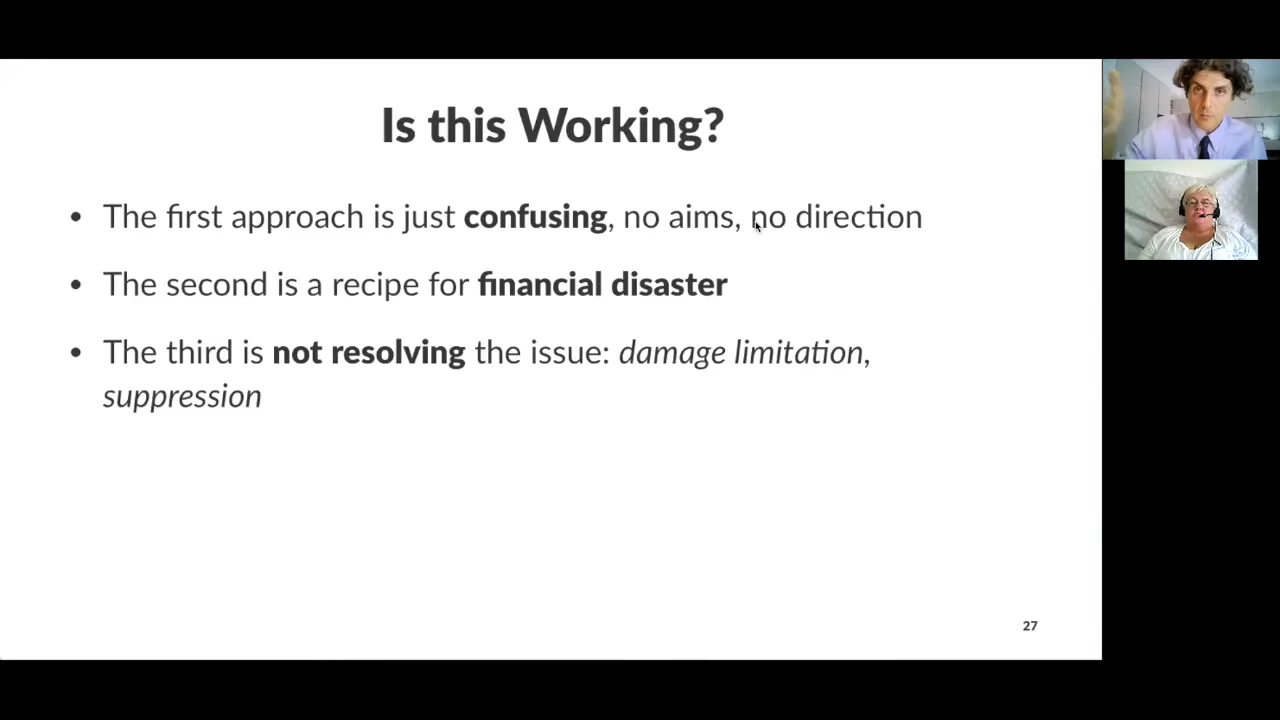 Is this Working?
• The first approach is just confusing, no aims, no direction
• The second is a recipe for financial disaster
• The third is not resolving the issue: damage limitation,
suppression
27